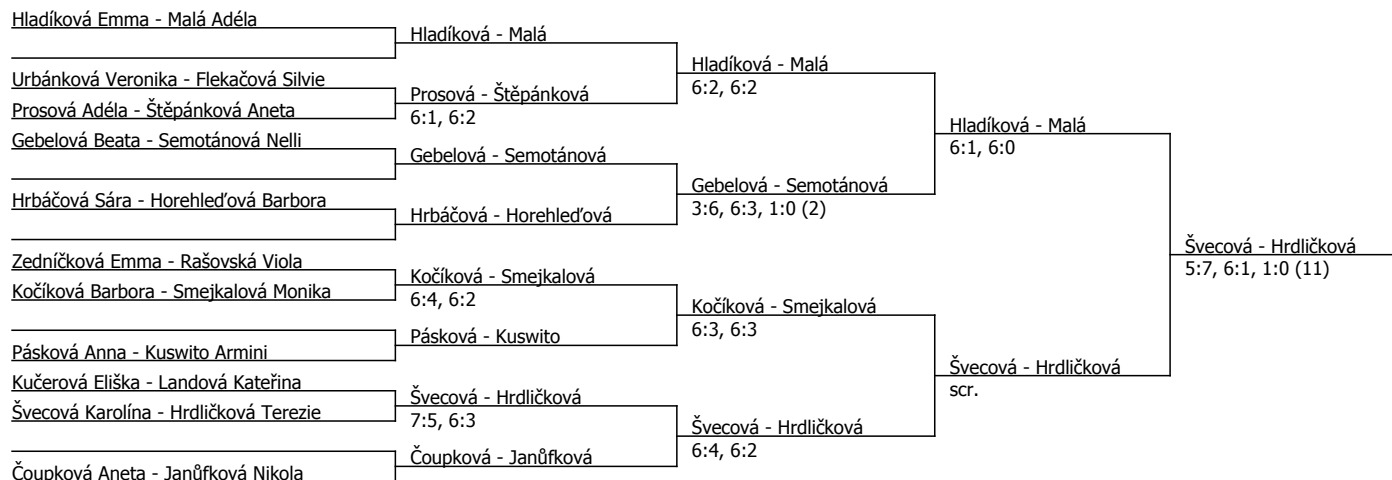 Hladíková Emma - Malá Adéla
Urbánková Veronika - Flekačová Silvie
Prosová Adéla - Štěpánková Aneta
Gebelová Beata - Semotánová Nelli
Hrbáčová Sára - Horehleďová Barbora
Zedníčková Emma - Rašovská Viola
Kočíková Barbora - Smejkalová Monika
Pásková Anna - Kuswito Armini
Kučerová Eliška - Landová Kateřina
Švecová Karolína - Hrdličková Terezie
Čoupková Aneta - Janůfková Nikola
Hladíková - Malá
Prosová - Štěpánková
6:1, 6:2
Gebelová - Semotánová
Hrbáčová - Horehleďová
Kočíková - Smejkalová
6:4, 6:2
Pásková - Kuswito
Švecová - Hrdličková
7:5, 6:3
Čoupková - Janůfková
Hladíková - Malá
6:2, 6:2
Gebelová - Semotánová
3:6, 6:3, 1:0 (2)
Kočíková - Smejkalová
6:3, 6:3
Švecová - Hrdličková
6:4, 6:2
Hladíková - Malá
6:1, 6:0
Švecová - Hrdličková
scr.
Švecová - Hrdličková
5:7, 6:1, 1:0 (11)